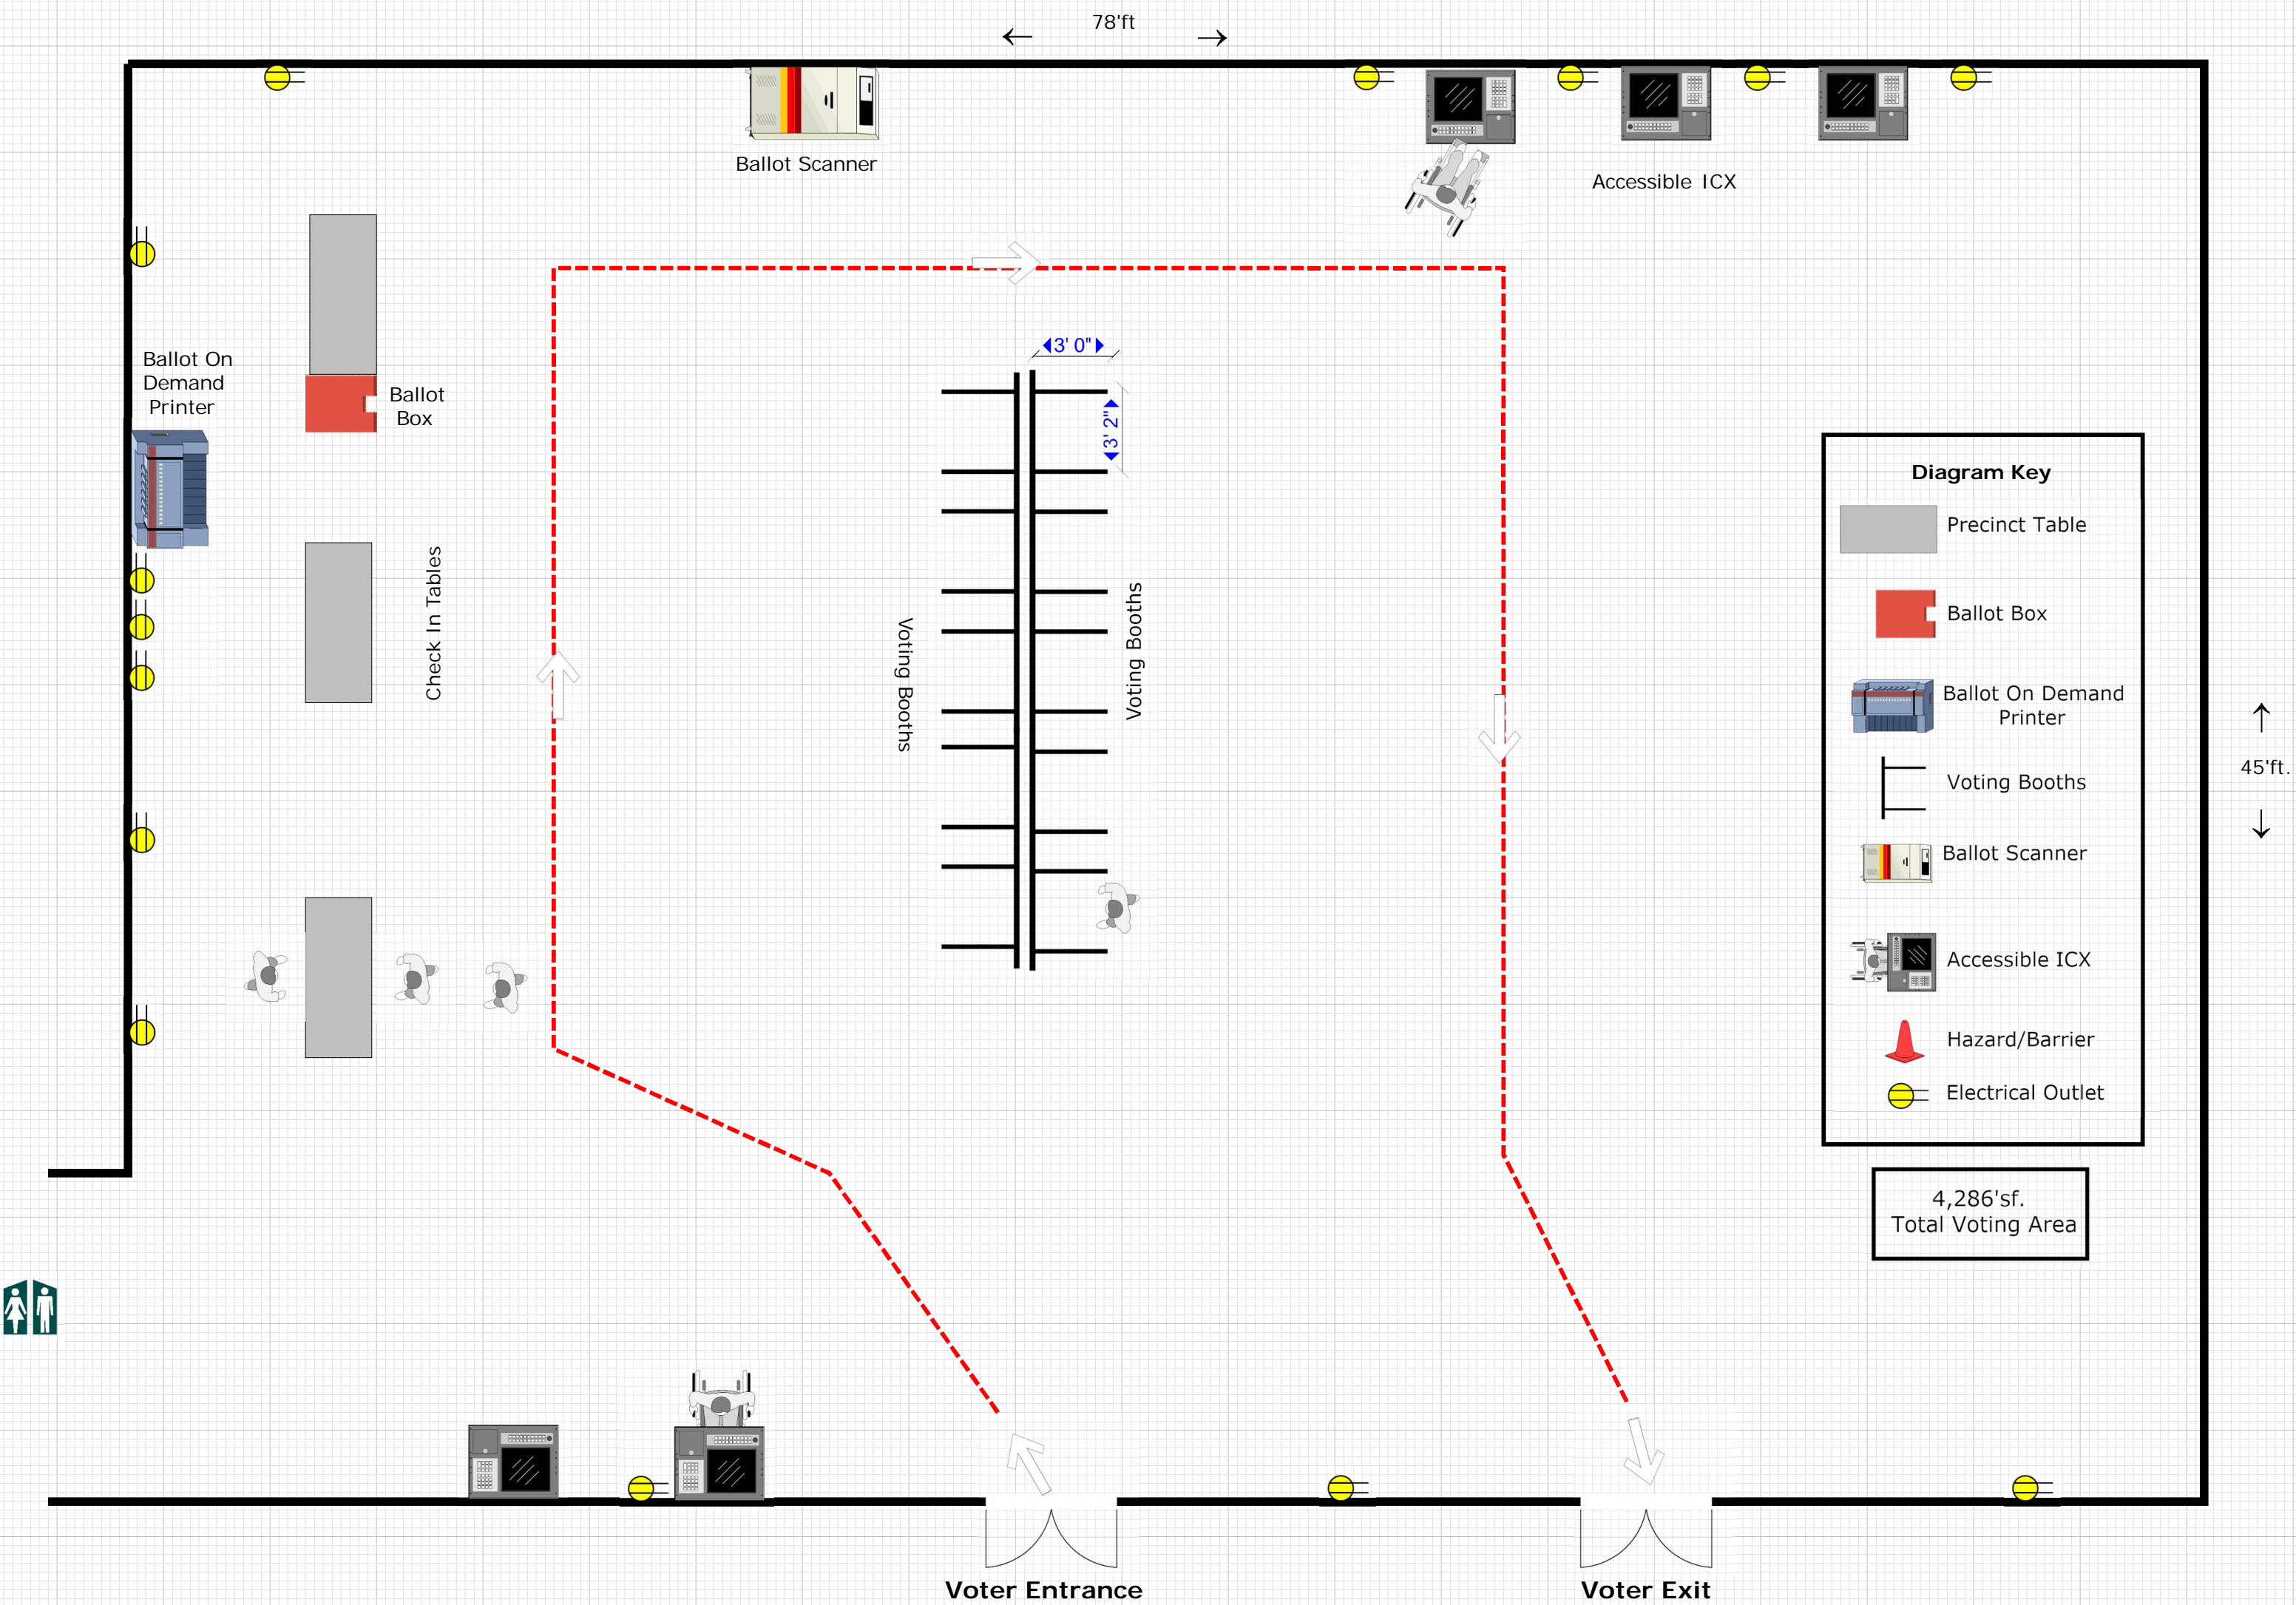 78'ft
Ballot Scanner
Accessible ICX
Ballot On
Demand
Printer
Ballot
Box
3' 0"
3' 2"
Check In Tables
Voting Booths
Voting Booths
Diagram Key
Precinct Table
Ballot Box
Ballot On Demand
Printer
Voting Booths
Ballot Scanner
Accessible ICX
Hazard/Barrier
Electrical Outlet
45'ft.
4,286'sf.
Total Voting Area
Voter Entrance
Voter Exit